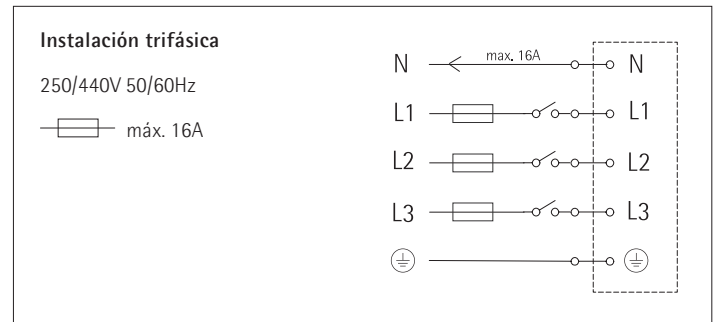 Instalación trifásica
250/440V 50/60Hz
máx. 16A
N max. 16A N
L1 L1
L2 L2
L3 L3